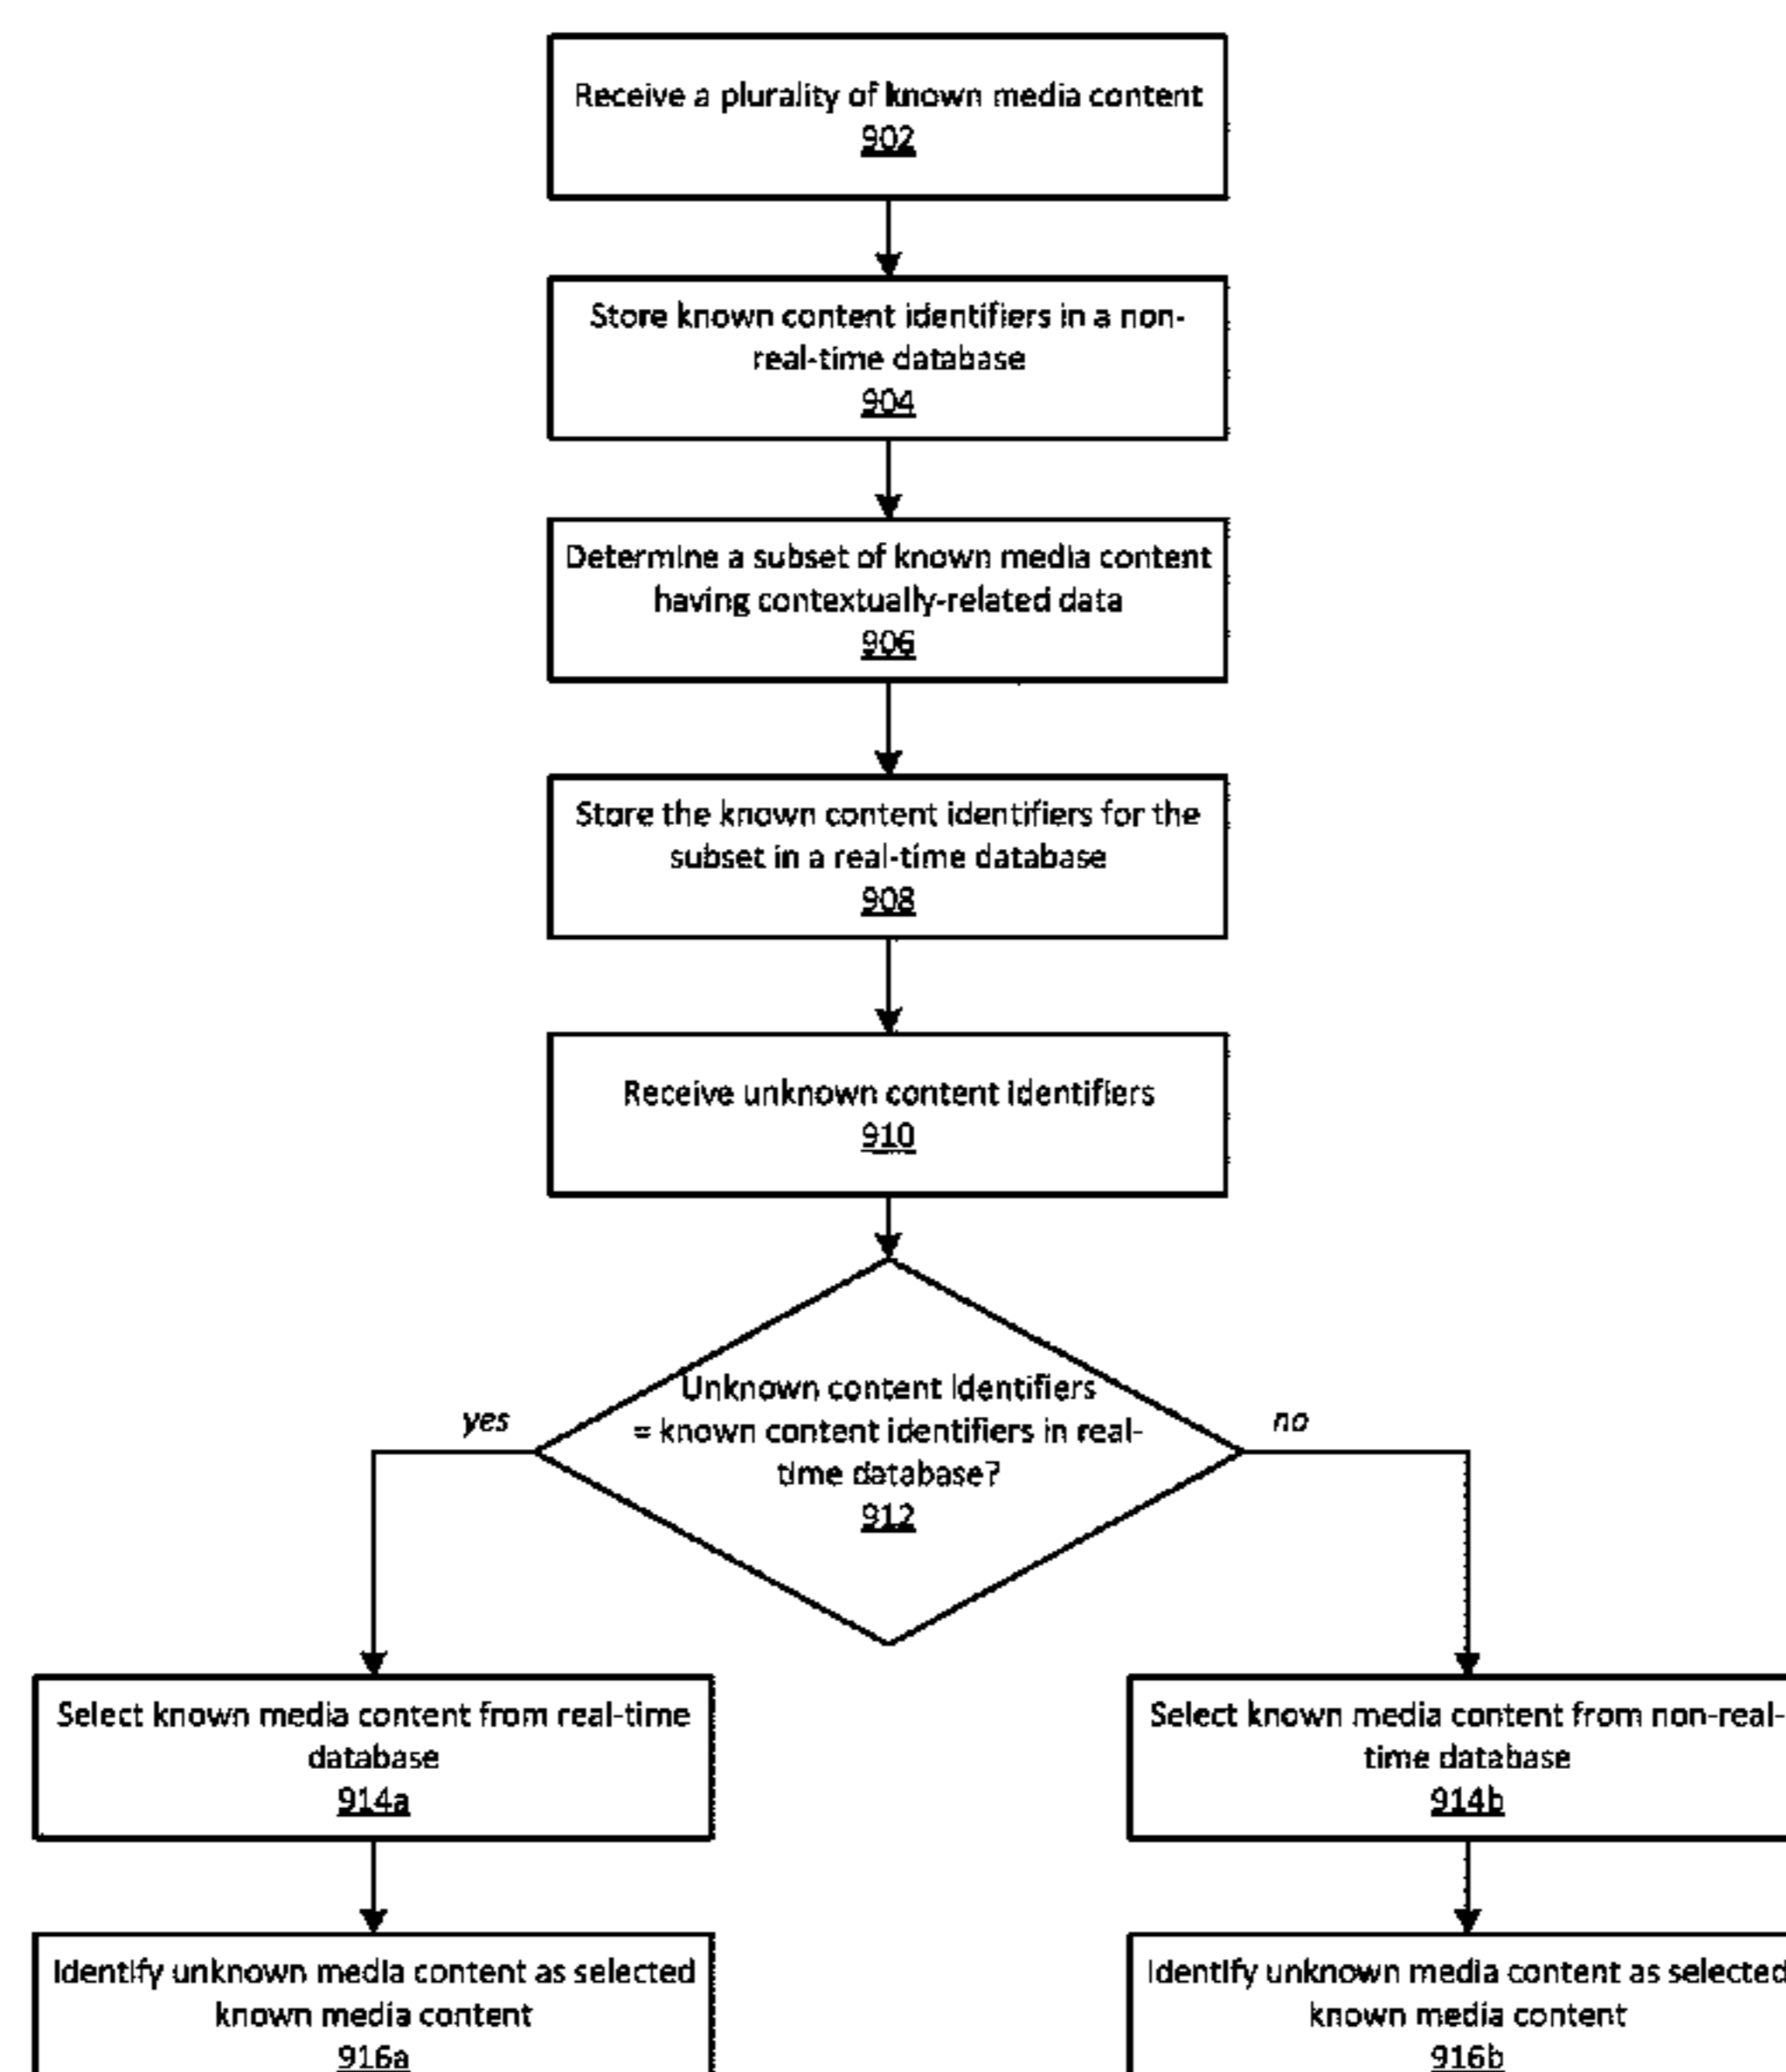 Receive a plurality of known media content
902
Store known content identifiers in a non-
real-time database
904
Determine a subset of known media content
having contextually-related data
906
Store the known content identifiers for the
subset in a real-time database
908
Receive unknown content identifiers
910
Unknown content identifiers
= known content identifiers in real-
time database?
912
yes
no
Select known media content from real-time
database
914a
Select known media content from non-real-
time database
914b
Identify unknown media content as selected
known media content
916a
Identify unknown media content as selected
known media content
916b